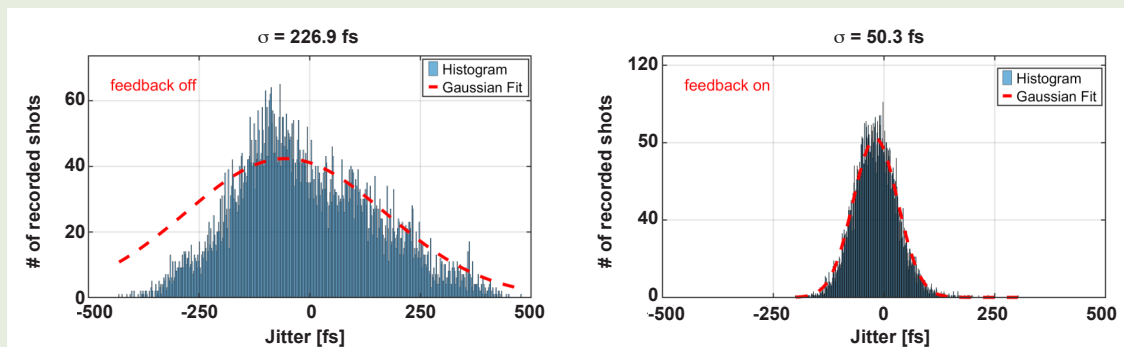 σ = 226.9 fs
feedback off
Histogram
Gaussian Fit
# of recorded shots
60
40
20
0
-500
-250
0
250
500
Jitter [fs]
σ = 50.3 fs
feedback on
Histogram
Gaussian Fit
# of recorded shots
120
50
40
0
-500
-250
0
250
500
Jitter [fs]